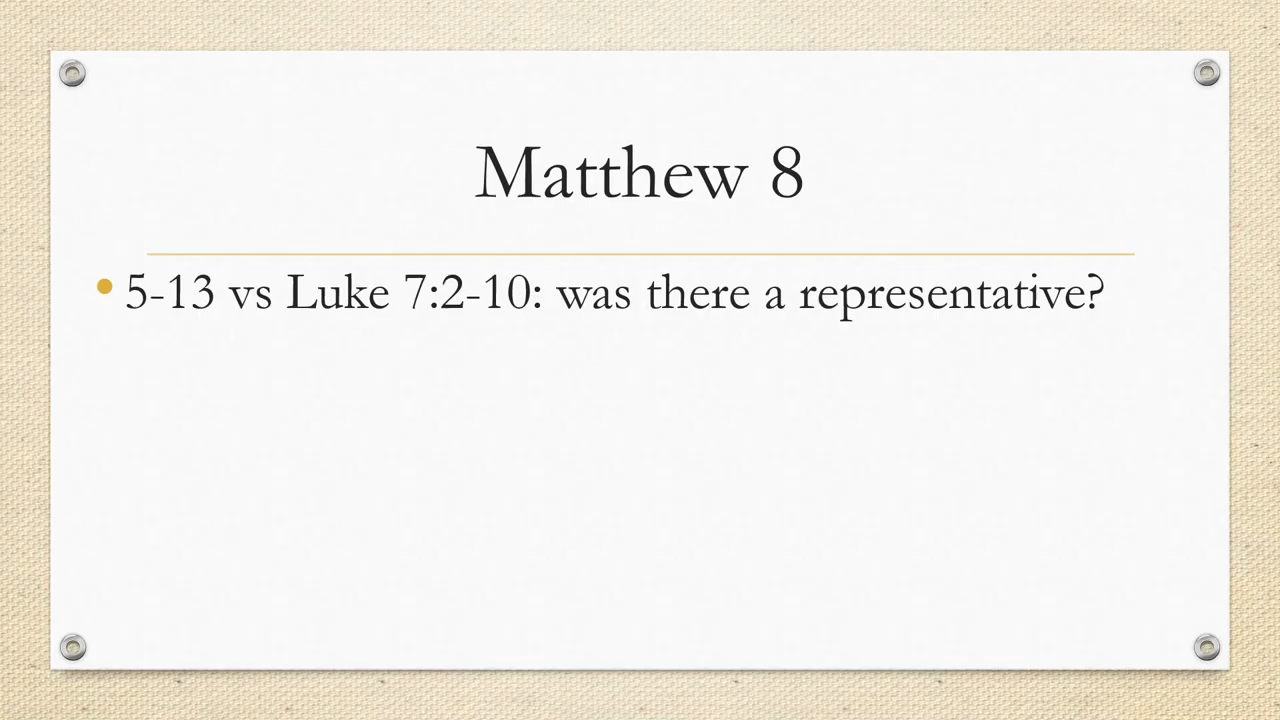 Matthew 8
• 5-13 vs Luke 7:2-10: was there a representative?